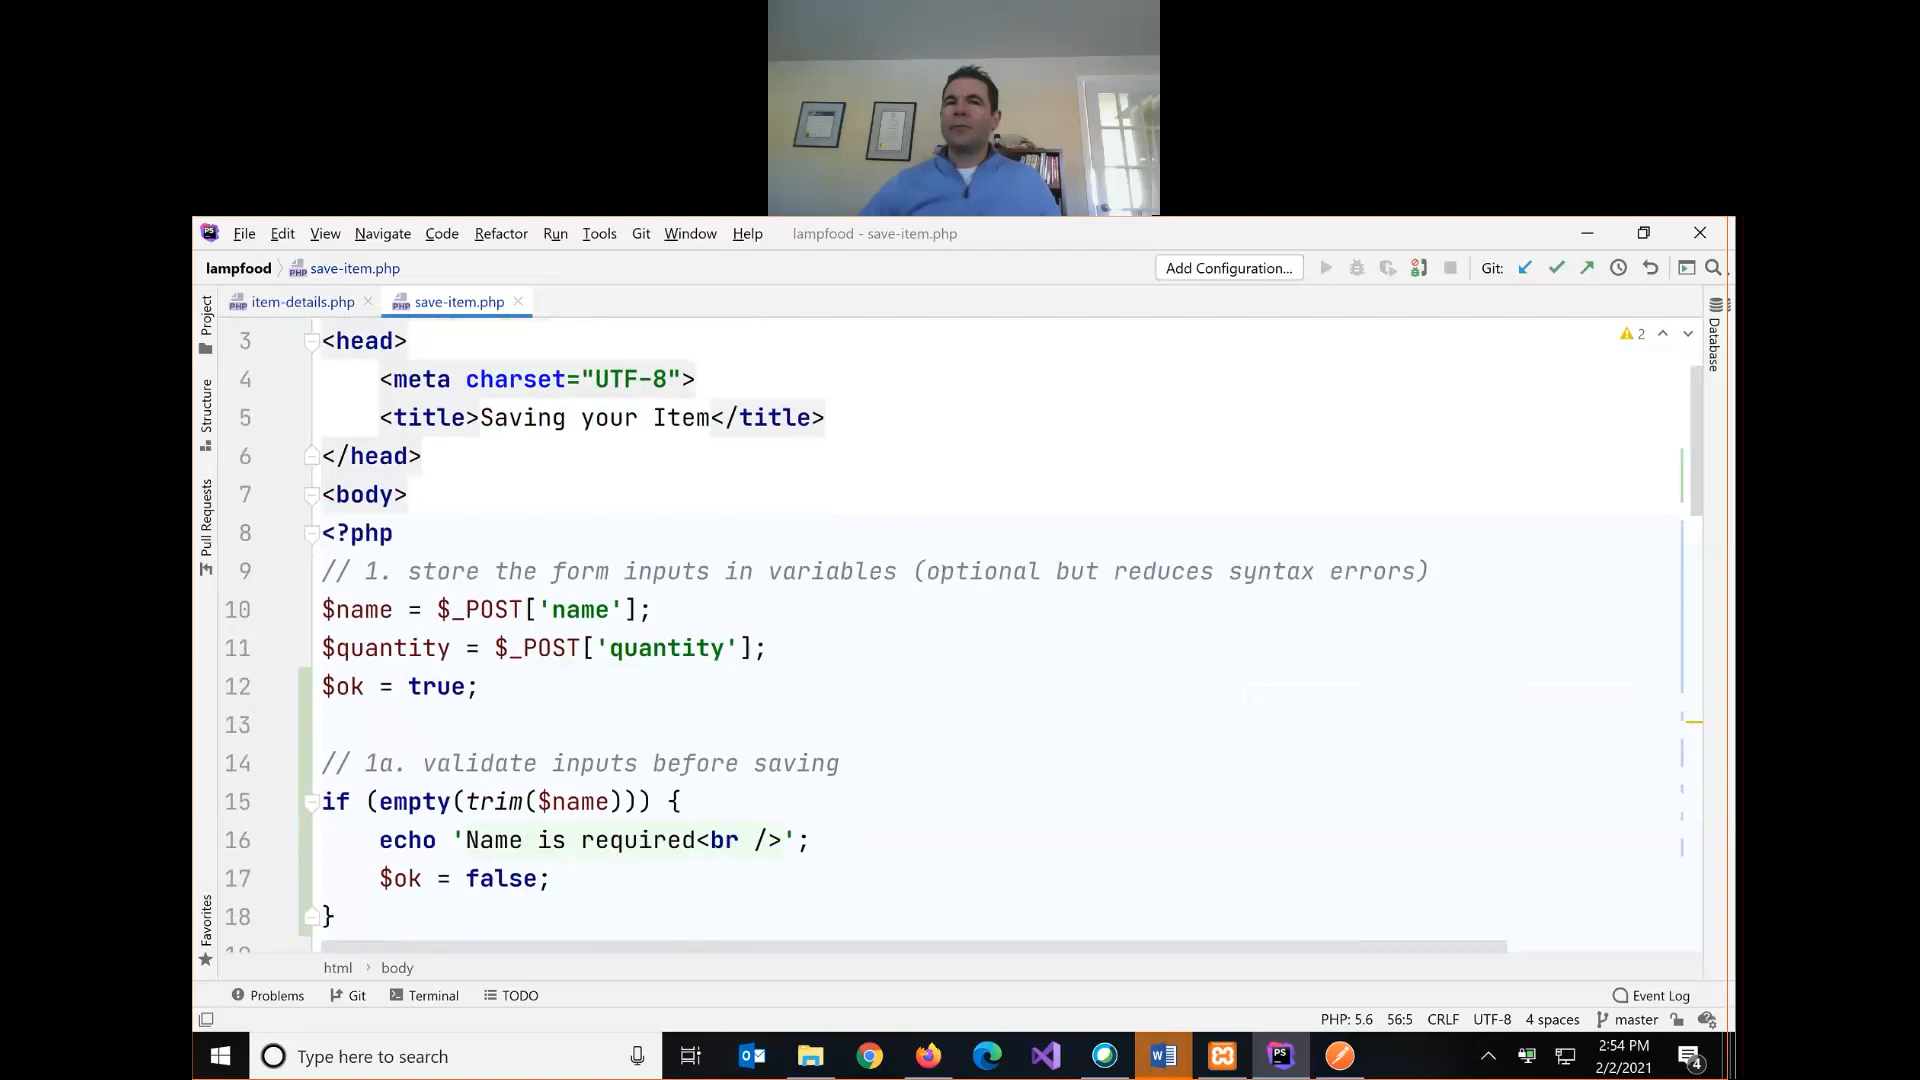 File Edit View Navigate Code Refactor Run Tools Git Window Help lampfood - save-item.php
lampfood save-item.php Add Configuration... Git:
item-details.php save-item.php
Project
Structure
Pull Requests
Favorites
Database
2
3 <head>
4 <meta charset="UTF-8">
5 <title>Saving your Item</title>
6 </head>
7 <body>
8 <?php
9 // 1. store the form inputs in variables (optional but reduces syntax errors)
10 $name = $_POST['name'];
11 $quantity = $_POST['quantity'];
12 $ok = true;
13
14 // 1a. validate inputs before saving
15 if (empty(trim($name))) {
16 echo 'Name is required<br />';
17 $ok = false;
18 }
html › body
Problems Git Terminal TODO Event Log
PHP: 5.6 56:5 CRLF UTF-8 4 spaces master
Type here to search
2:54 PM
2/2/2021
4